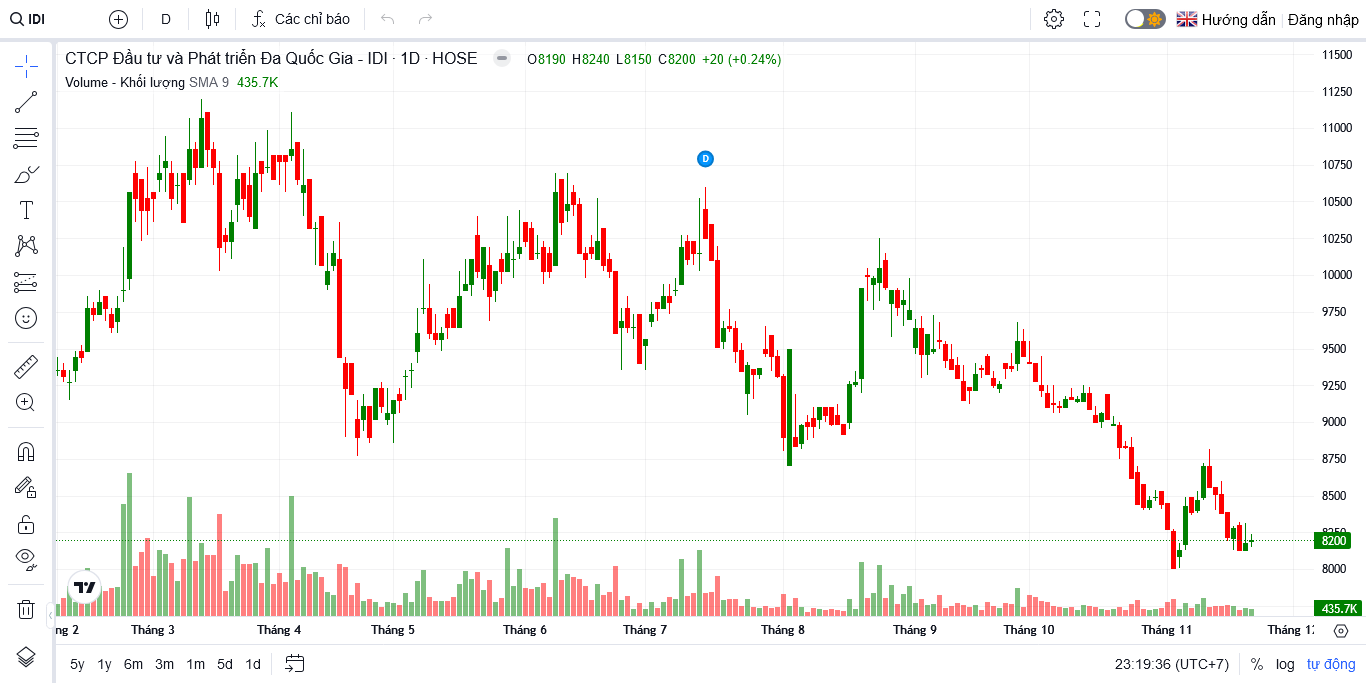 IDI D Các chỉ báo Hướng dẫn Đăng nhập
CTCP Đầu tư và Phát triển Đa Quốc Gia - IDI · 1D · HOSE O8190 H8240 L8150 C8200 +20 (+0.24%)
Volume - Khối lượng SMA 9 435.7K
D
11500
11250
11000
10750
10500
10250
10000
9750
9500
9250
9000
8750
8500
8250
8200
8000
435.7K
ng 2 Tháng 3 Tháng 4 Tháng 5 Tháng 6 Tháng 7 Tháng 8 Tháng 9 Tháng 10 Tháng 11 Tháng 12
5y 1y 6m 3m 1m 5d 1d 23:19:36 (UTC+7) % log tự động